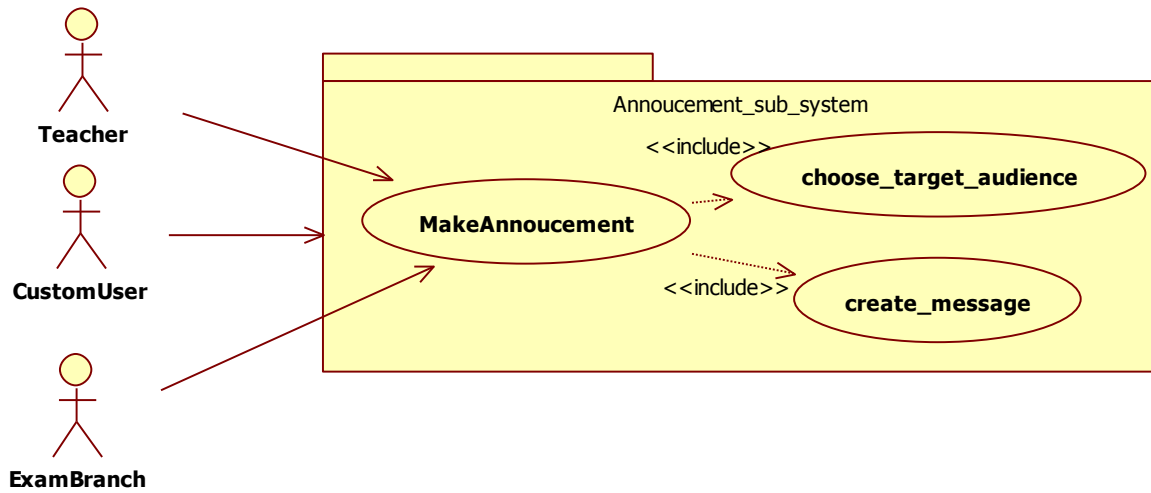 Teacher
CustomUser
ExamBranch
Annoucement_sub_system
<<include>>
choose_target_audience
MakeAnnoucement
<<include>>
create_message